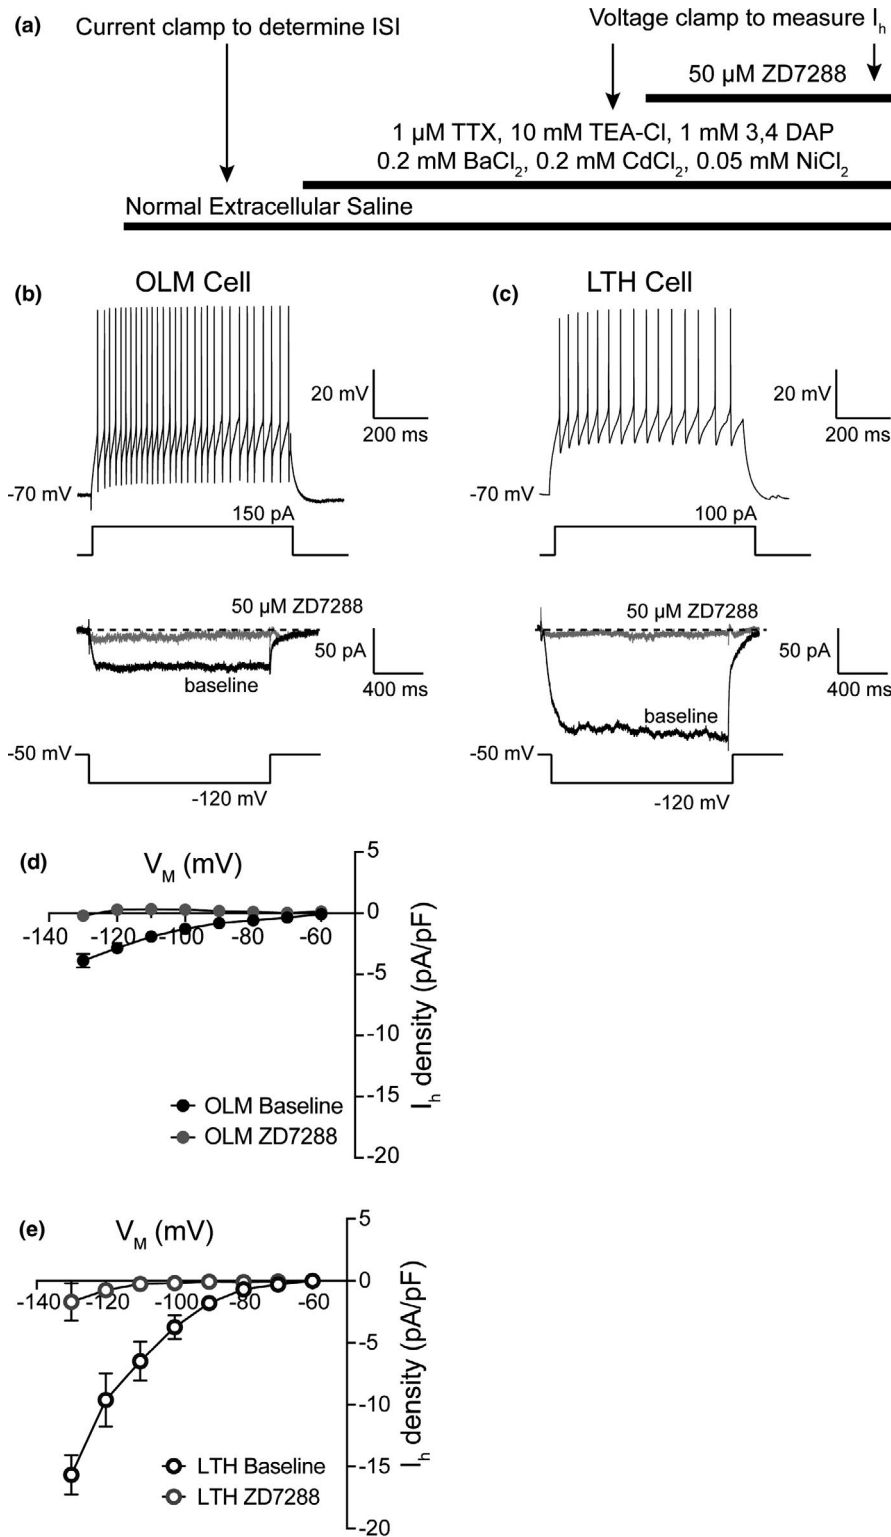 (a)
Current clamp to determine ISI
Voltage clamp to measure Iₕ
50 µM ZD7288
1 µM TTX, 10 mM TEA-Cl, 1 mM 3,4 DAP
0.2 mM BaCl₂, 0.2 mM CdCl₂, 0.05 mM NiCl₂
Normal Extracellular Saline
(b)
OLM Cell
20 mV
200 ms
-70 mV
150 pA
50 µM ZD7288
50 pA
400 ms
baseline
-50 mV
-120 mV
(c)
LTH Cell
20 mV
200 ms
-70 mV
100 pA
50 µM ZD7288
50 pA
400 ms
baseline
-50 mV
-120 mV
(d)
V_M (mV)
-140 -120 -100 -80 -60
5
0
-5
-10
-15
-20
Iₕ density (pA/pF)
OLM Baseline
OLM ZD7288
(e)
V_M (mV)
-140 -120 -100 -80 -60
5
0
-5
-10
-15
-20
Iₕ density (pA/pF)
LTH Baseline
LTH ZD7288